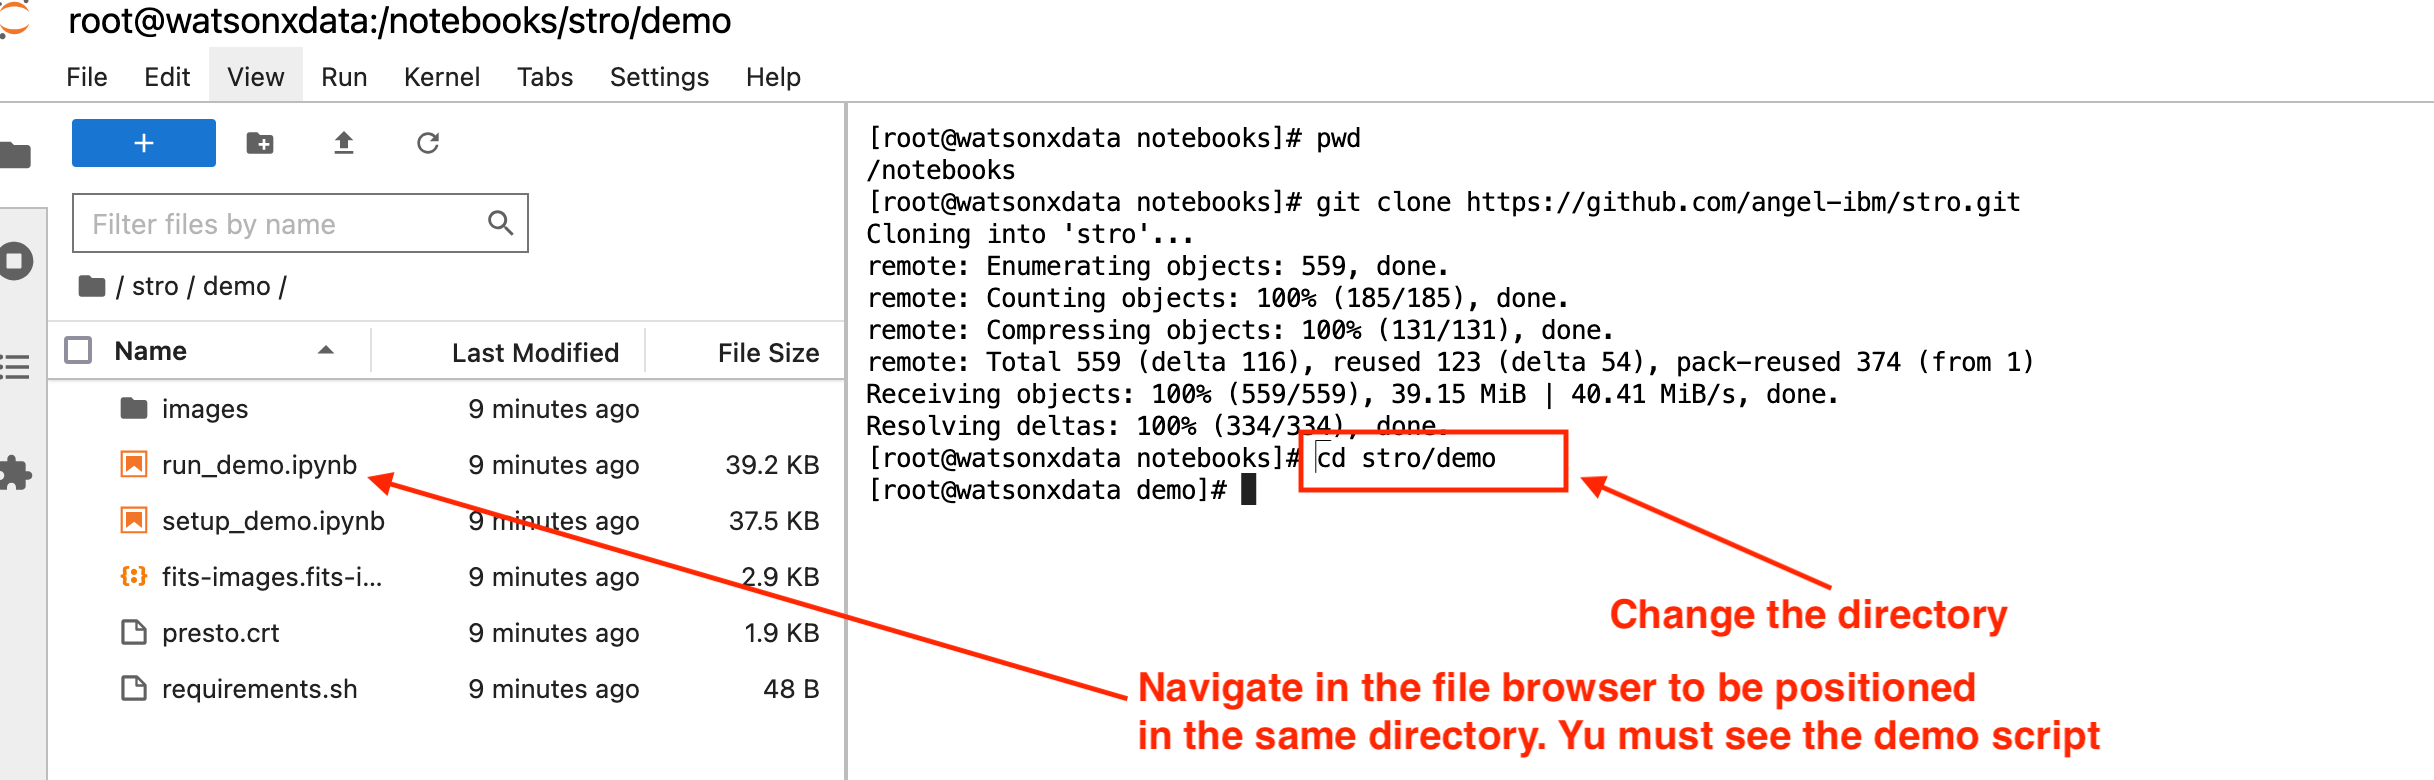 root@watsonxdata:/notebooks/stro/demo
File Edit View Run Kernel Tabs Settings Help
+
Filter files by name
/ stro / demo /
Name Last Modified File Size
images 9 minutes ago
run_demo.ipynb 9 minutes ago 39.2 KB
setup_demo.ipynb 9 minutes ago 37.5 KB
fits-images.fits-i... 9 minutes ago 2.9 KB
presto.crt 9 minutes ago 1.9 KB
requirements.sh 9 minutes ago 48 B
[root@watsonxdata notebooks]# pwd
/notebooks
[root@watsonxdata notebooks]# git clone https://github.com/angel-ibm/stro.git
Cloning into 'stro'...
remote: Enumerating objects: 559, done.
remote: Counting objects: 100% (185/185), done.
remote: Compressing objects: 100% (131/131), done.
remote: Total 559 (delta 116), reused 123 (delta 54), pack-reused 374 (from 1)
Receiving objects: 100% (559/559), 39.15 MiB | 40.41 MiB/s, done.
Resolving deltas: 100% (334/334), done.
[root@watsonxdata notebooks]# cd stro/demo
[root@watsonxdata demo]#
Change the directory
Navigate in the file browser to be positioned
in the same directory. Yu must see the demo script